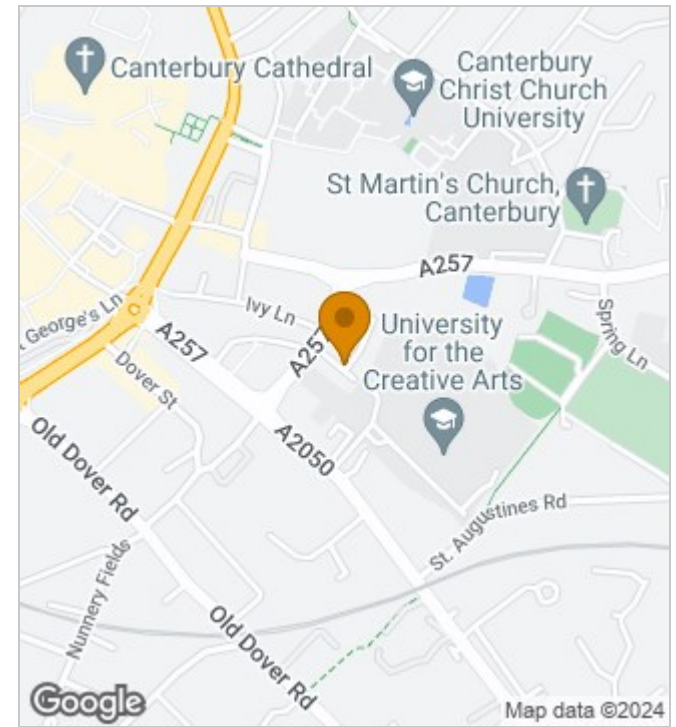 Canterbury Cathedral
Canterbury
Christ Church
University
St Martin's Church,
Canterbury
A257
Ivy Ln
George's Ln
A257
A257
Dover St
University
for the
Creative Arts
Spring Ln
A2050
Old Dover Rd
St. Augustines Rd
Nunnery Fields
Old Dover Rd
Google
Map data ©2024